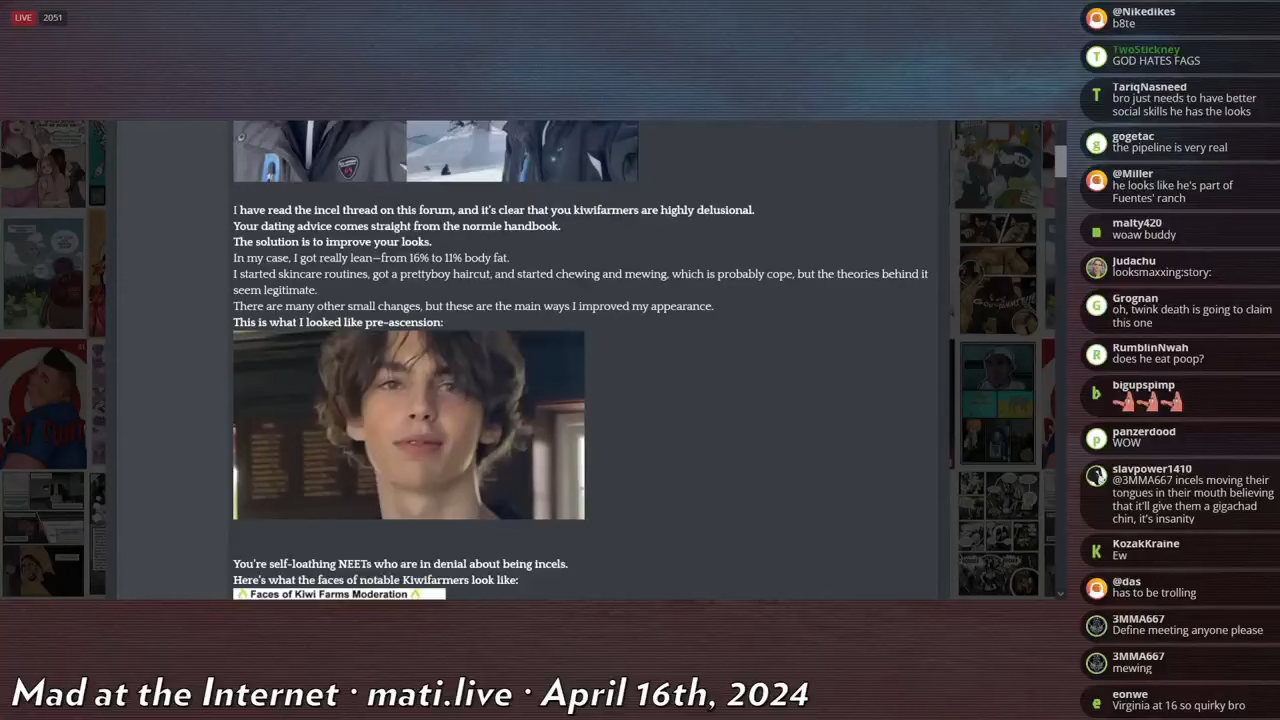 LIVE 2051
I have read the incel thread on this forum, and it's clear that you kiwifarmers are highly delusional.
Your dating advice comes straight from the normie handbook.
The solution is to improve your looks.
In my case, I got really lean—from 16% to 11% body fat.
I started skincare routines, got a prettyboy haircut, and started chewing and mewing, which is probably cope, but the theories behind it
seem legitimate.
There are many other small changes, but these are the main ways I improved my appearance.
This is what I looked like pre-ascension:
You're self-loathing NEETs who are in denial about being incels.
Here's what the faces of notable Kiwifarmers look like:
Faces of Kiwi Farms Moderation
@Nikedikes
b8te
TwoStickney
GOD HATES FAGS
T
TariqNasneed
bro just needs to have better
social skills he has the looks
T
gogetac
the pipeline is very real
g
@Miller
he looks like he's part of
Fuentes' ranch
malty420
woaw buddy
Judachu
looksmaxxing:story:
Grognan
oh, twink death is going to claim
this one
G
RumblinNwah
does he eat poop?
R
bigupspimp
b
panzerdood
WOW
p
slavpower1410
@3MMA667 incels moving their
tongues in their mouth believing
that it'll give them a gigachad
chin, it's insanity
KozakKraine
Ew
K
@das
has to be trolling
3MMA667
Define meeting anyone please
3MMA667
mewing
eonwe
Virginia at 16 so quirky bro
e
Mad at the Internet · mati.live · April 16th, 2024